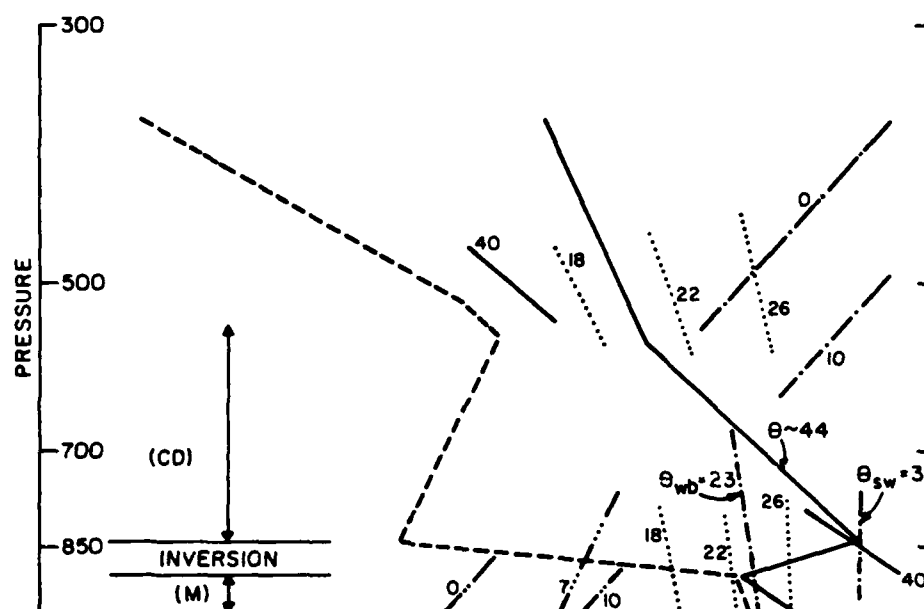 300
0
40
18
22
500
26
10
PRESSURE
θ~44
700
(CD)
θwb=23
θsw=3
26
18
22
850
INVERSION
(M)
0
7
10
40